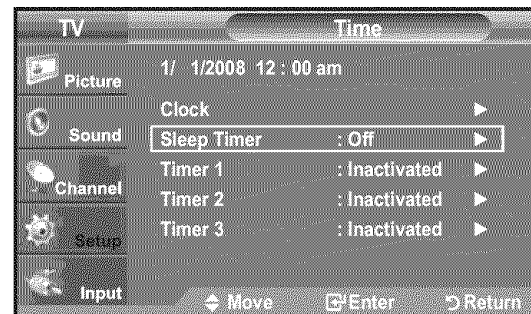 TV
Time
Picture
1/ 1/2008 12 : 00 am
Clock ►
Sound
Sleep Timer : Off ►
Channel
Timer 1 : Inactivated ►
Timer 2 : Inactivated ►
Setup
Timer 3 : Inactivated ►
Input
Move Enter Return